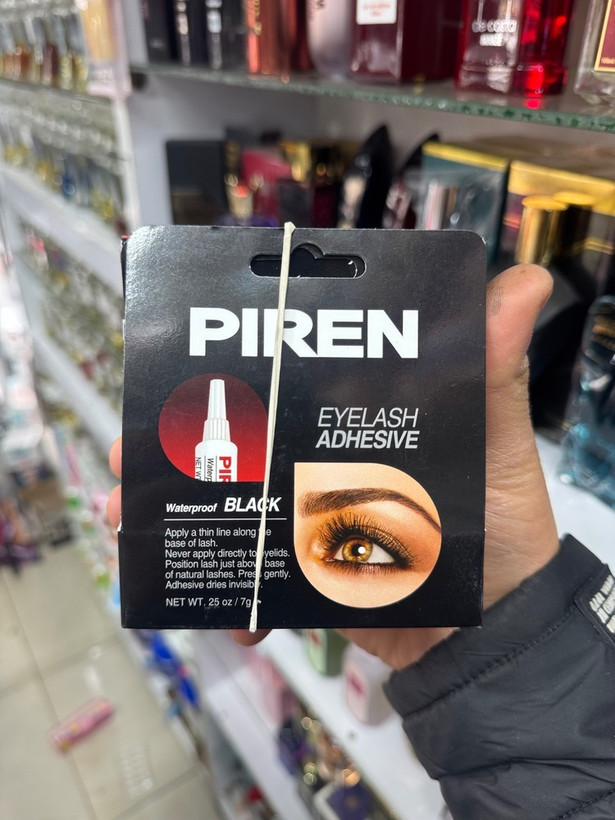 PIREN
EYELASH
ADHESIVE
Waterproof BLACK
Apply a thin line along the
base of lash.
Never apply directly to eyelids.
Position lash just above base
of natural lashes. Press gently.
Adhesive dries invisibly.
NET WT. .25 oz / 7g